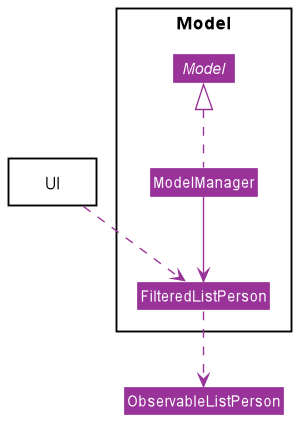 Model
Model
ModelManager
UI
FilteredListPerson
ObservableListPerson